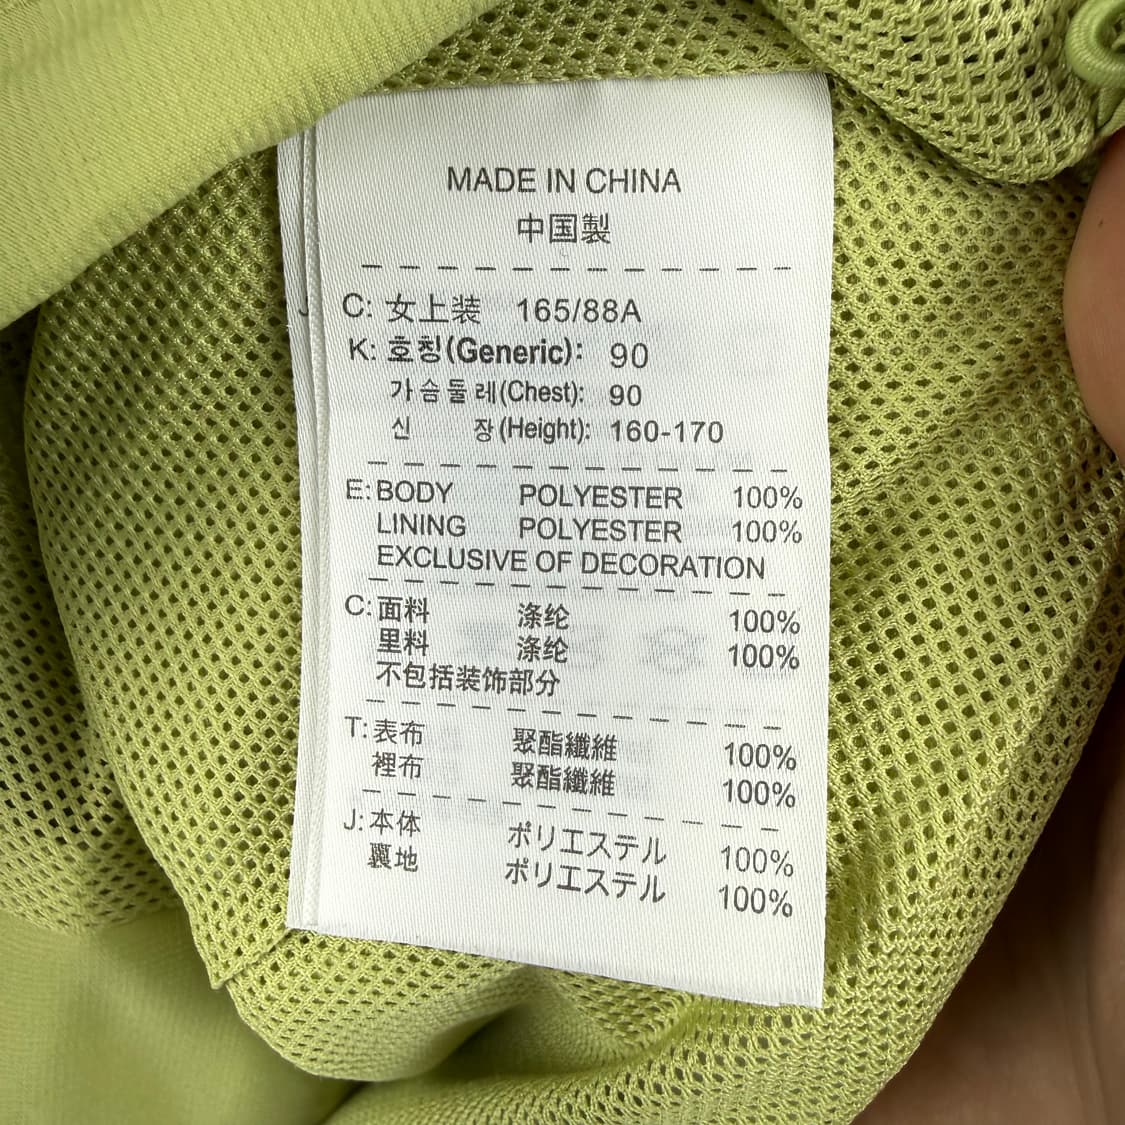 MADE IN CHINA
中国製
C: 女上装 165/88A
K: 호칭(Generic): 90
가슴둘레(Chest): 90
신 장(Height): 160-170
E: BODY POLYESTER 100%
LINING POLYESTER 100%
EXCLUSIVE OF DECORATION
C: 面料 涤纶 100%
里料 涤纶 100%
不包括装饰部分
T: 表布 聚酯纖維 100%
裡布 聚酯纖維 100%
J: 本体 ポリエステル 100%
裏地 ポリエステル 100%